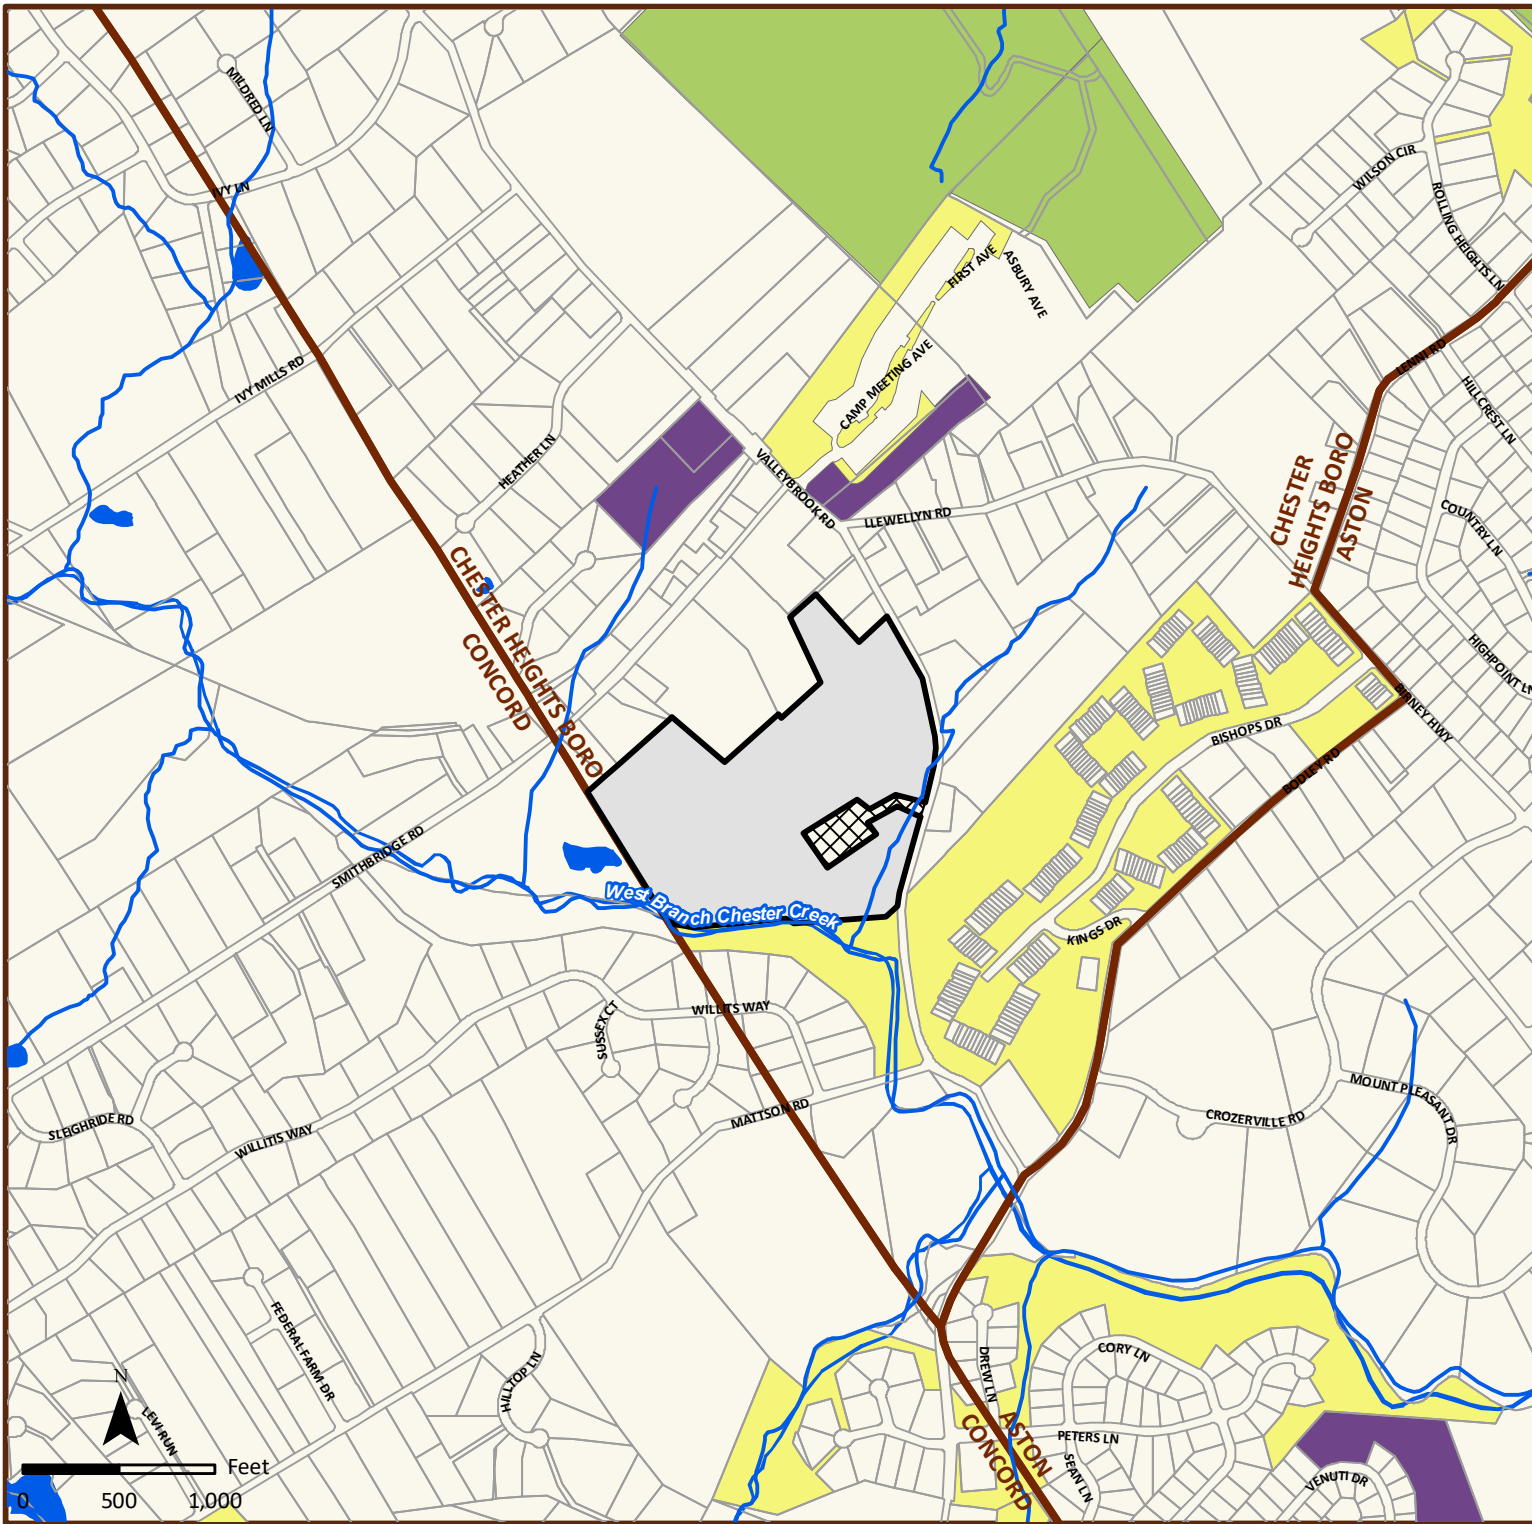 MILDRED LN
IVY LN
WILSON CIR
ROLLING HEIGHTS LN
FIRST AVE
ASBURY AVE
IVY MILLS RD
CAMP MEETING AVE
LENNI RD
HILLCREST LN
HEATHER LN
VALLEYBROOK RD
LLEWELLYN RD
CHESTER
HEIGHTS BORO
ASTON
COUNTRY LN
CHESTER HEIGHTS BORO
CONCORD
HIGHPOINT LN
BIRNEY HWY
BISHOPS DR
BODLEY RD
SMITHBRIDGE RD
West Branch Chester Creek
KINGS DR
WILLITS WAY
SUSSEX CT
MOUNT PLEASANT DR
MATTSON RD
CROZERVILLE RD
SLEIGHRIDE RD
WILLITIS WAY
FEDERAL FARM DR
HILLTOP LN
DREW LN
CORY LN
N
LEVI RUN
ASTON
CONCORD
PETERS LN
SEAN LN
VENUTI DR
Feet
0 500 1,000